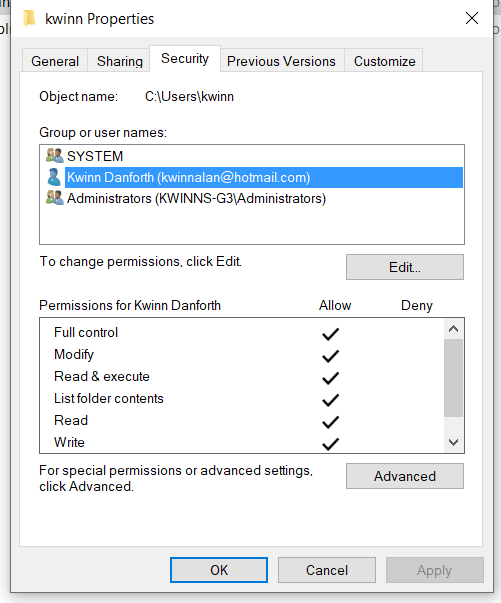 kwinn Properties
General Sharing Security Previous Versions Customize
Object name: C:\Users\kwinn
Group or user names:
SYSTEM
Kwinn Danforth (kwinnalan@hotmail.com)
Administrators (KWINNS-G3\Administrators)
To change permissions, click Edit.
Edit...
Permissions for Kwinn Danforth Allow Deny
Full control
Modify
Read & execute
List folder contents
Read
Write
For special permissions or advanced settings,
click Advanced.
Advanced
OK Cancel Apply